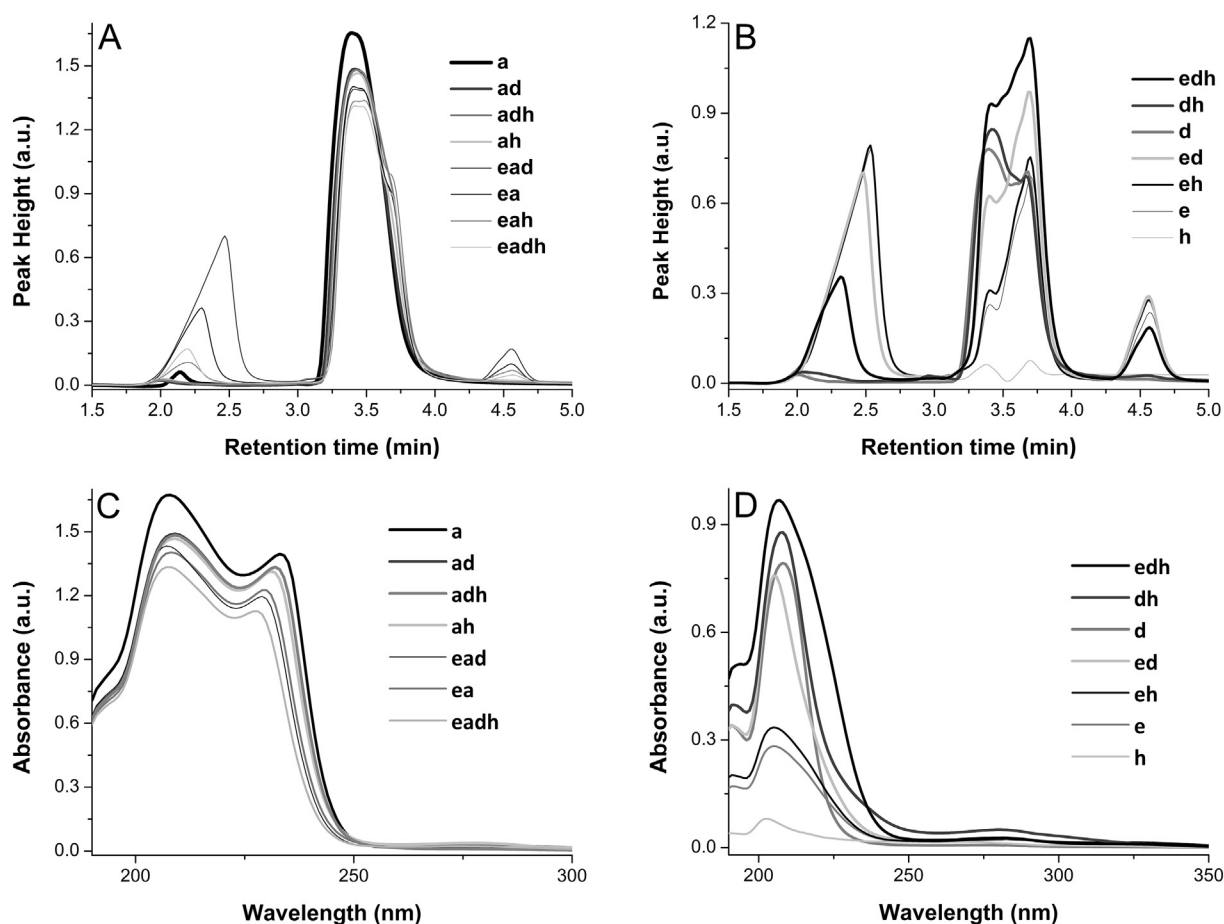 A
Peak Height (a.u.)
1.5
1.2
0.9
0.6
0.3
0.0
a
ad
adh
ah
ead
ea
eah
eadh
1.5 2.0 2.5 3.0 3.5 4.0 4.5 5.0
Retention time (min)
B
Peak Height (a.u.)
1.2
0.9
0.6
0.3
0.0
edh
dh
d
ed
eh
e
h
1.5 2.0 2.5 3.0 3.5 4.0 4.5 5.0
Retention time (min)
C
Absorbance (a.u.)
1.5
1.2
0.9
0.6
0.3
0.0
a
ad
adh
ah
ead
ea
eadh
200 250 300
Wavelength (nm)
D
Absorbance (a.u.)
0.9
0.6
0.3
0.0
edh
dh
d
ed
eh
e
h
200 250 300 350
Wavelength (nm)